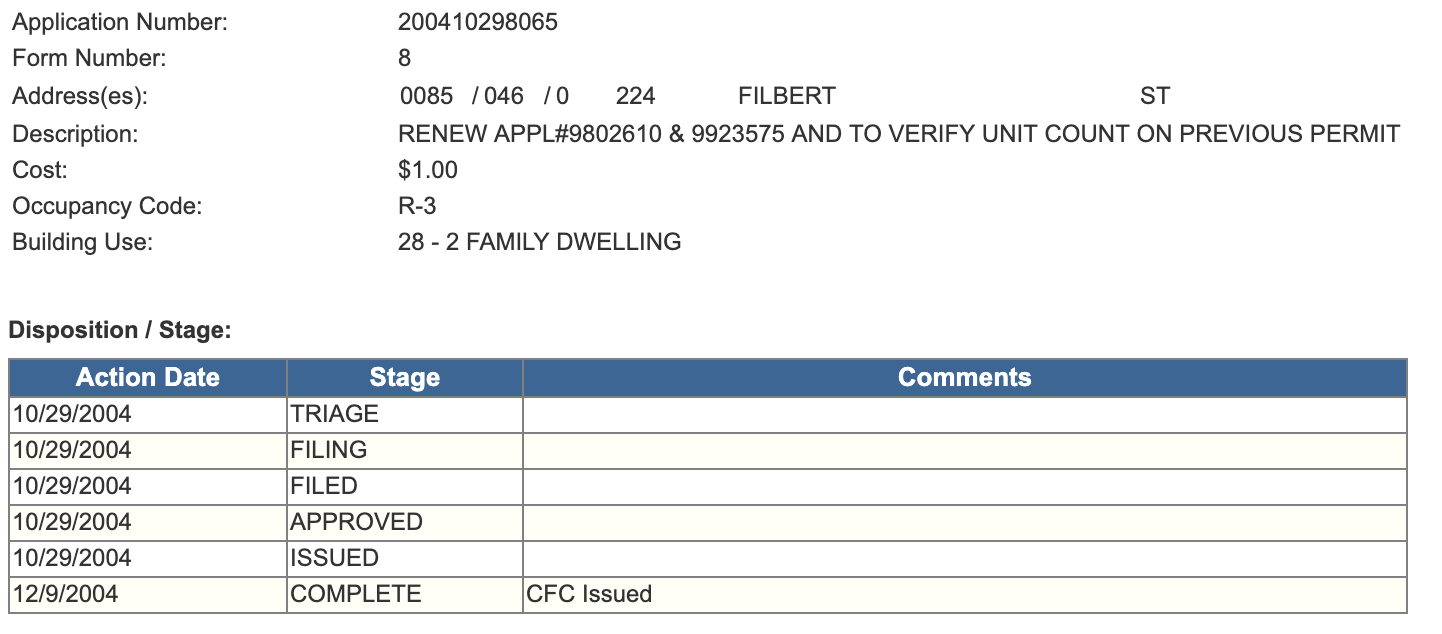 Application Number: 200410298065
Form Number: 8
Address(es): 0085 / 046 / 0 224 FILBERT ST
Description: RENEW APPL#9802610 & 9923575 AND TO VERIFY UNIT COUNT ON PREVIOUS PERMIT
Cost: $1.00
Occupancy Code: R-3
Building Use: 28 - 2 FAMILY DWELLING
Disposition / Stage:
Action Date Stage Comments
10/29/2004 TRIAGE
10/29/2004 FILING
10/29/2004 FILED
10/29/2004 APPROVED
10/29/2004 ISSUED
12/9/2004 COMPLETE CFC Issued